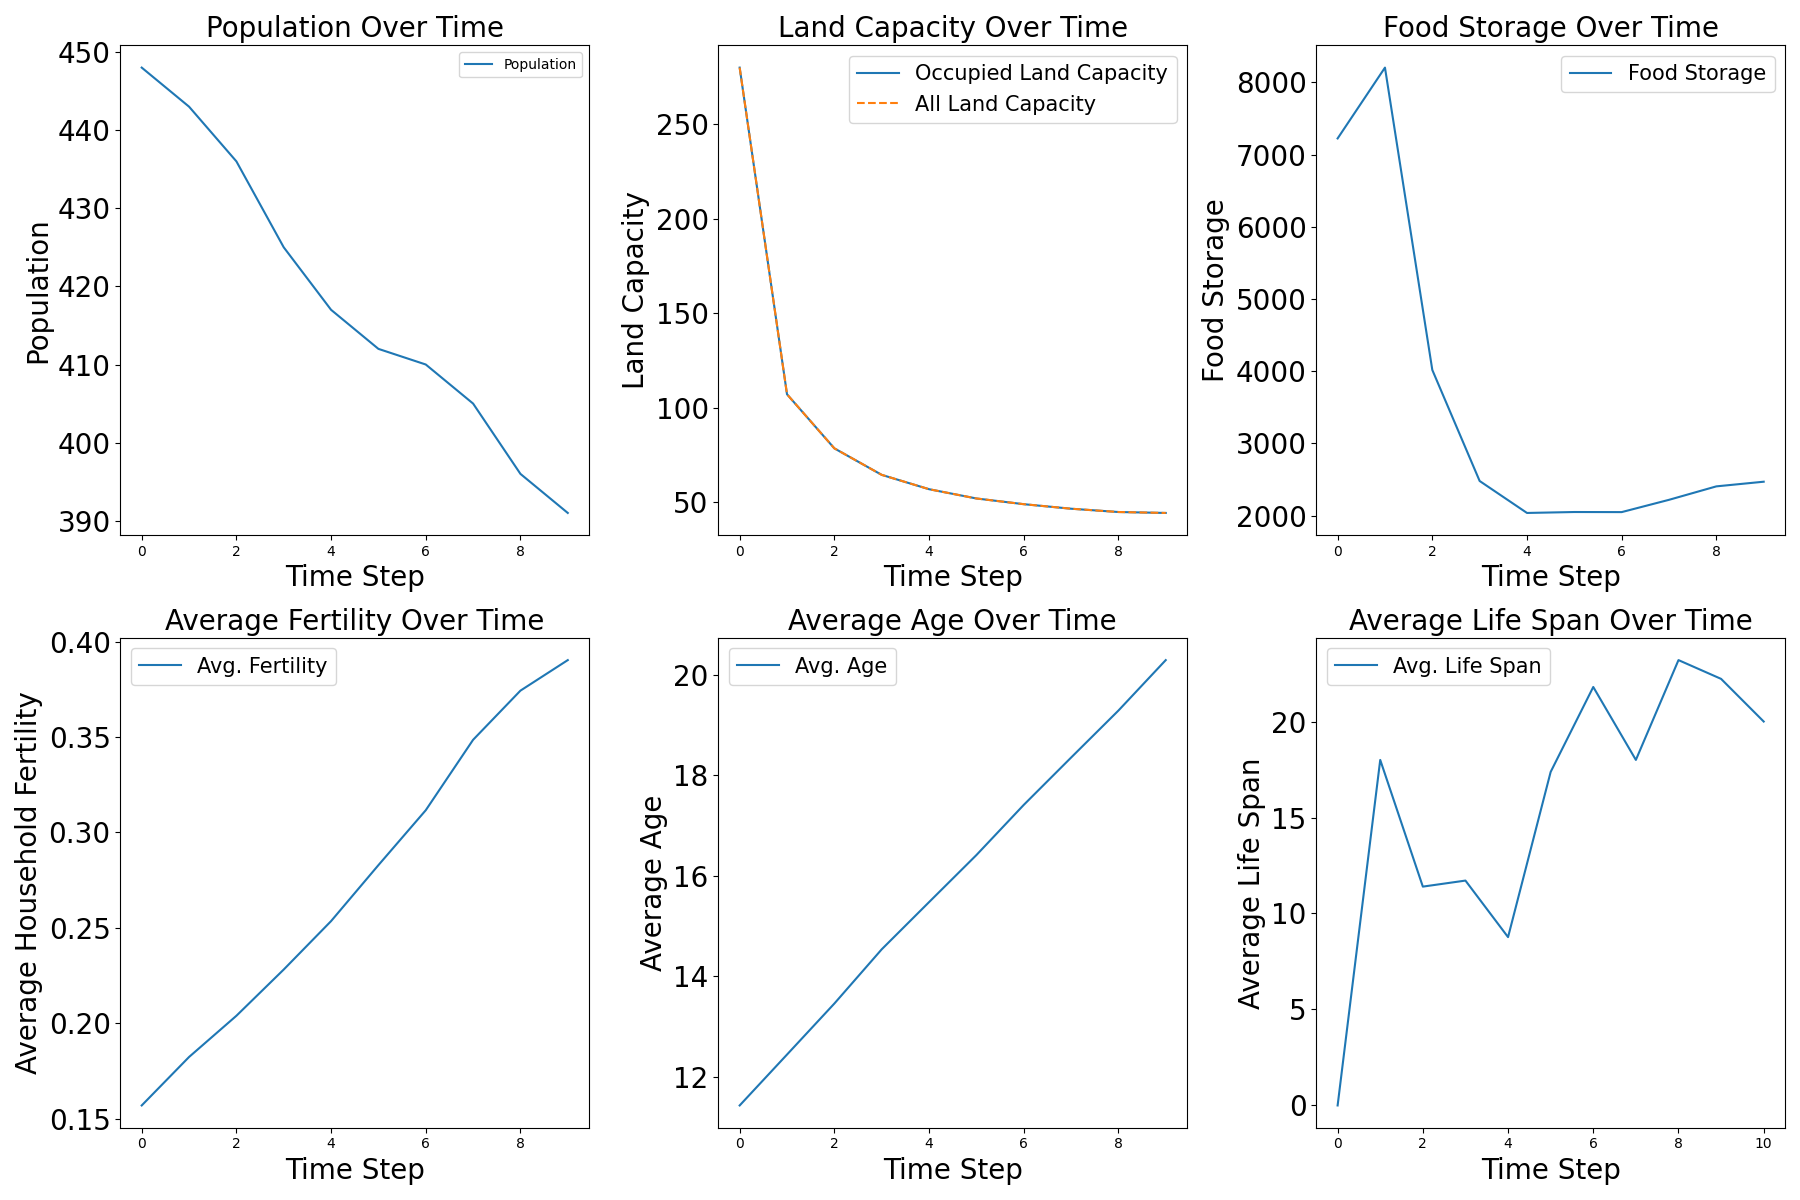 Population Over Time
Population
450
440
430
420
410
400
390
Population
0 2 4 6 8
Time Step
Land Capacity Over Time
Occupied Land Capacity
All Land Capacity
250
200
150
100
50
Land Capacity
0 2 4 6 8
Time Step
Food Storage Over Time
Food Storage
8000
7000
6000
5000
4000
3000
2000
Food Storage
0 2 4 6 8
Time Step
Average Fertility Over Time
Avg. Fertility
0.40
0.35
0.30
0.25
0.20
0.15
Average Household Fertility
0 2 4 6 8
Time Step
Average Age Over Time
Avg. Age
20
18
16
14
12
Average Age
0 2 4 6 8
Time Step
Average Life Span Over Time
Avg. Life Span
20
15
10
5
0
Average Life Span
0 2 4 6 8 10
Time Step